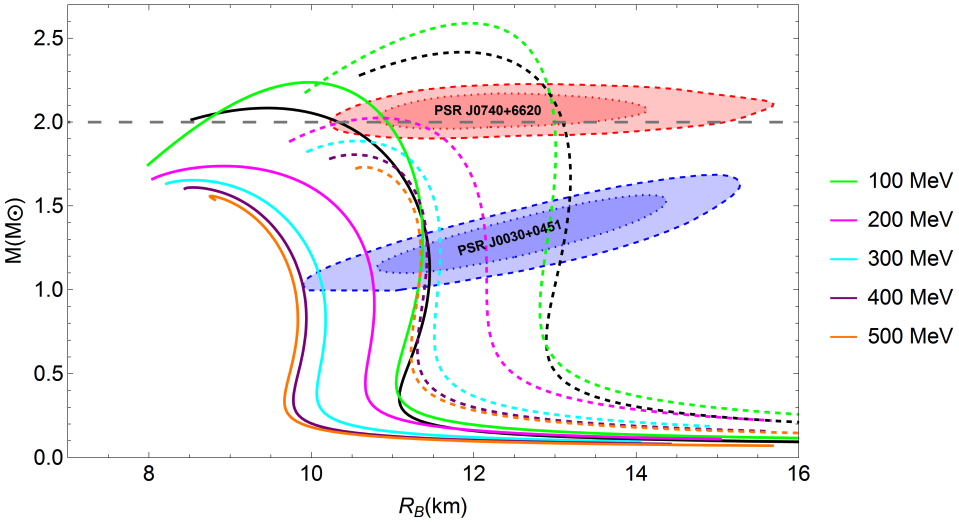 2.5
2.0
1.5
1.0
0.5
0.0
M(M⊙)
PSR J0740+6620
PSR J0030+0451
8
10
12
14
16
R_B(km)
100 MeV
200 MeV
300 MeV
400 MeV
500 MeV